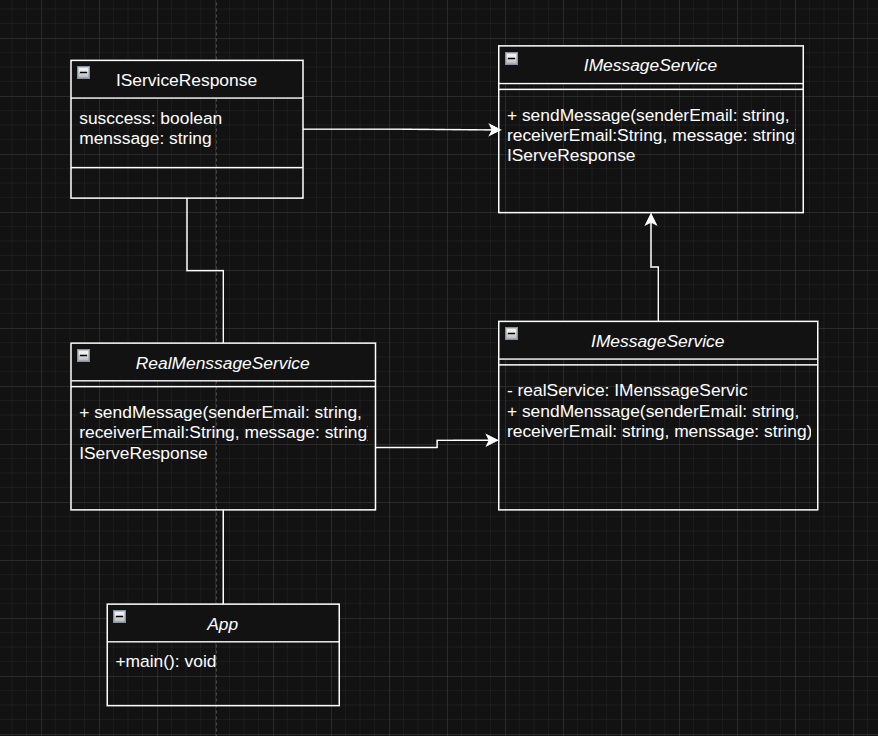 IServiceResponse
susccess: boolean
menssage: string
IMessageService
+ sendMessage(senderEmail: string,
receiverEmail:String, message: string)
IServeResponse
RealMenssageService
+ sendMessage(senderEmail: string,
receiverEmail:String, message: string
IServeResponse
IMessageService
- realService: IMenssageServic
+ sendMenssage(senderEmail: string,
receiverEmail: string, menssage: string)
App
+main(): void